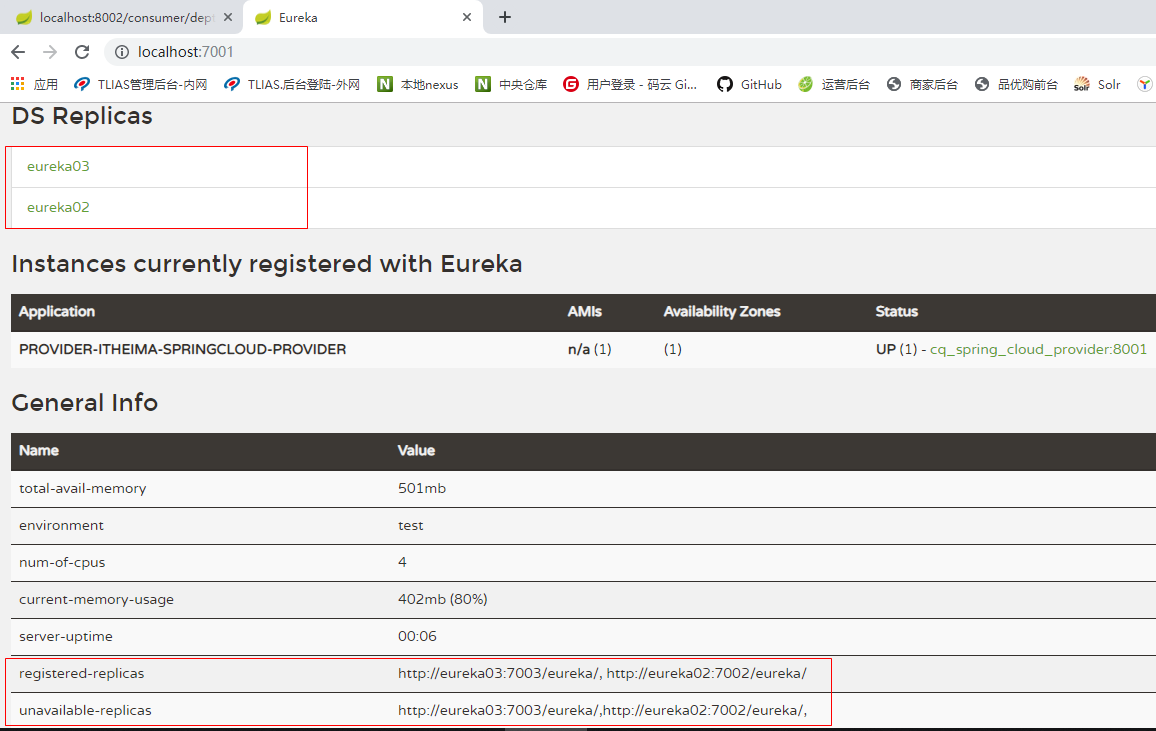 localhost:8002/consumer/dept
Eureka
localhost:7001
应用 TLIAS管理后台-内网 TLIAS.后台登陆-外网 本地nexus 中央仓库 用户登录 - 码云 Gi... GitHub 运营后台 商家后台 品优购前台 Solr
DS Replicas
eureka03
eureka02
Instances currently registered with Eureka
Application AMIs Availability Zones Status
PROVIDER-ITHEIMA-SPRINGCLOUD-PROVIDER n/a (1) (1) UP (1) - cq_spring_cloud_provider:8001
General Info
Name Value
total-avail-memory 501mb
environment test
num-of-cpus 4
current-memory-usage 402mb (80%)
server-uptime 00:06
registered-replicas http://eureka03:7003/eureka/, http://eureka02:7002/eureka/
unavailable-replicas http://eureka03:7003/eureka/,http://eureka02:7002/eureka/,